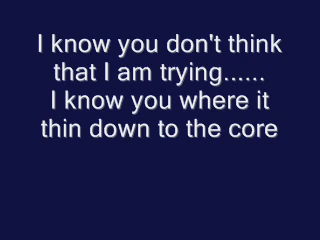 I know you don't think
that I am trying......
I know you where it
thin down to the core